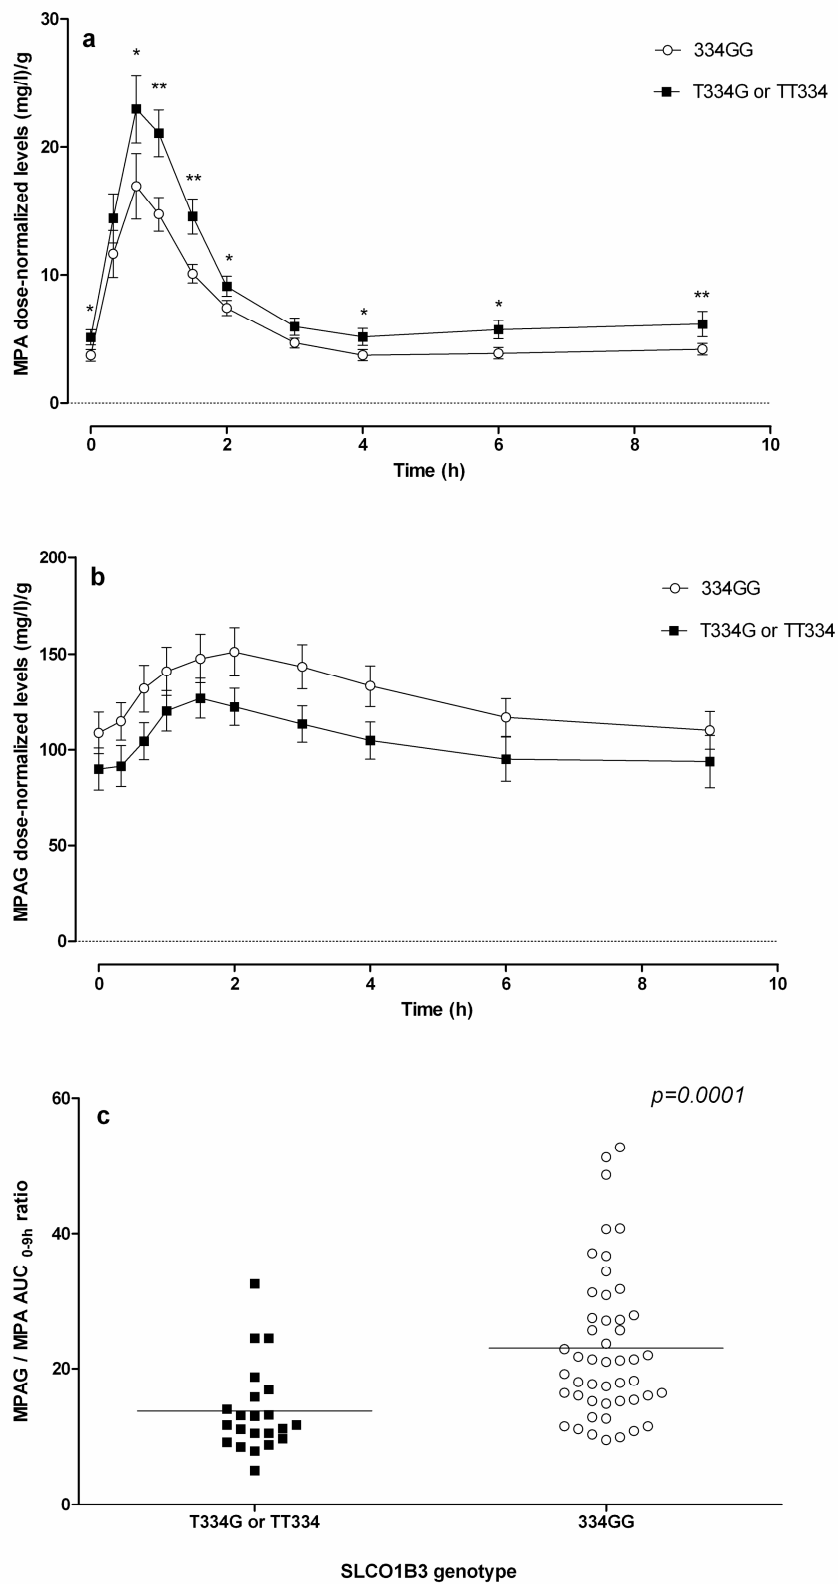 30
a
334GG
T334G or TT334
*
**
**
*
*
*
*
**
20
10
0
MPA dose-normalized levels (mg/l)/g
0 2 4 6 8 10
Time (h)
200
b
334GG
T334G or TT334
150
100
50
0
MPAG dose-normalized levels (mg/l)/g
0 2 4 6 8 10
Time (h)
60
c
p=0.0001
40
20
0
MPAG / MPA AUC 0-9h ratio
T334G or TT334 334GG
SLCO1B3 genotype